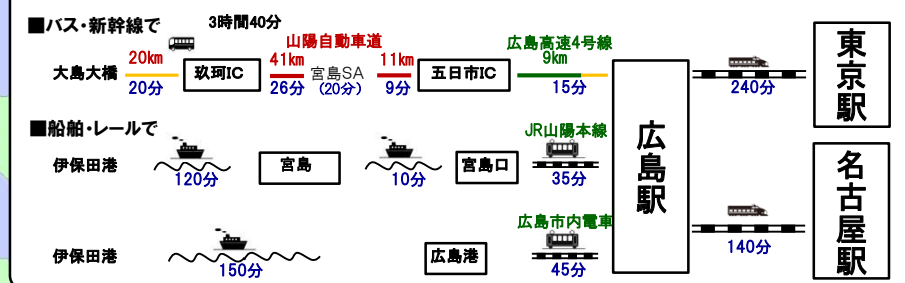 ■バス・新幹線で 3時間40分
山陽自動車道 広島高速4号線
20km 41km 11km 9km
大島大橋 玖珂IC 宮島SA 五日市IC
20分 26分 (20分) 9分 15分 240分
東京駅
■船舶・レールで
JR山陽本線
伊保田港 宮島 宮島口
120分 10分 35分
広島駅
名古屋駅
広島市内電車
伊保田港 広島港
150分 45分 140分